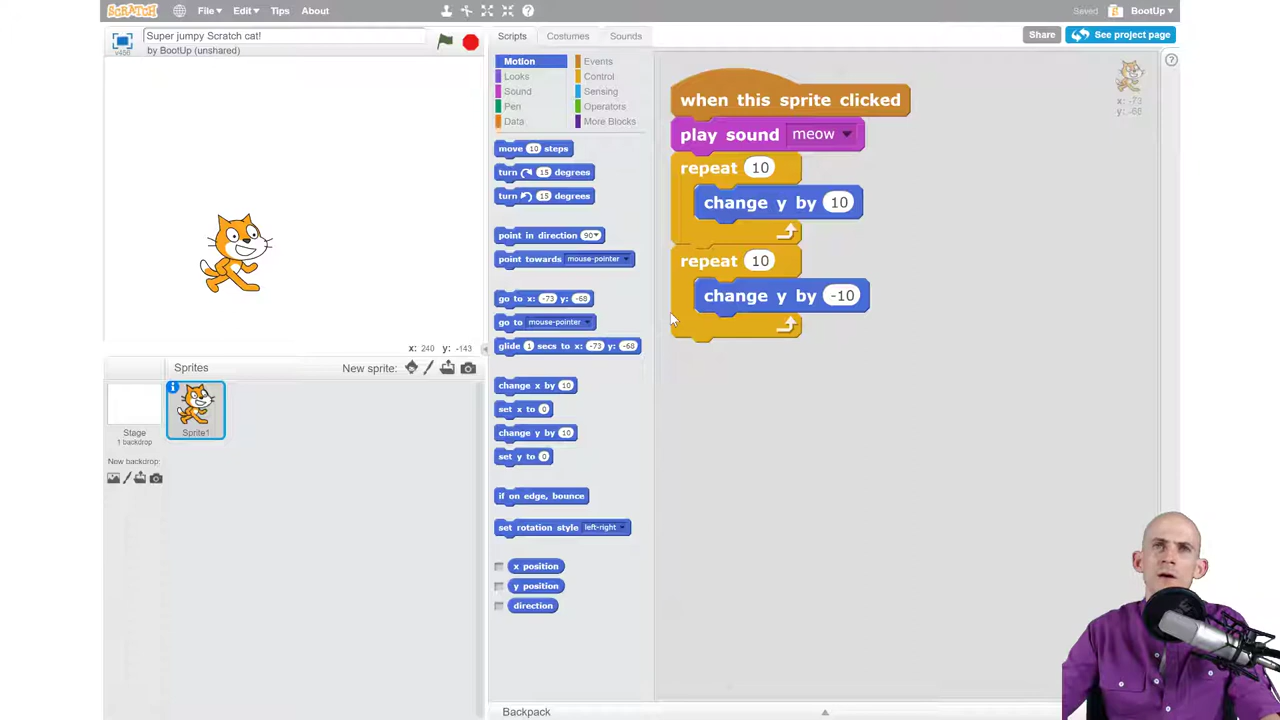 SCRATCH
File
Edit
Tips
About
Saved
BootUp
Super jumpy Scratch cat!
by BootUp (unshared)
v456
Scripts
Costumes
Sounds
Share
See project page
Motion
Looks
Sound
Pen
Data
Events
Control
Sensing
Operators
More Blocks
move 10 steps
turn 15 degrees
turn 15 degrees
point in direction 90
point towards mouse-pointer
go to x: -73 y: -68
go to mouse-pointer
glide 1 secs to x: -73 y: -68
change x by 10
set x to 0
change y by 10
set y to 0
if on edge, bounce
set rotation style left-right
x position
y position
direction
when this sprite clicked
play sound meow
repeat 10
change y by 10
repeat 10
change y by -10
x: -73
y: -68
?
x: 240 y: -143
Sprites
New sprite:
Stage
1 backdrop
New backdrop:
Sprite1
Backpack